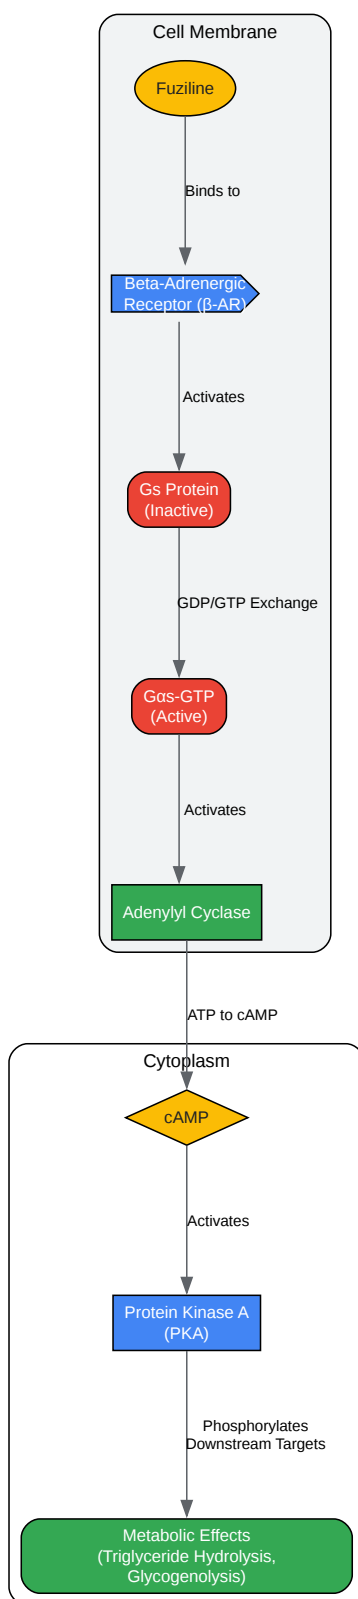 Cell Membrane
Fuziline
Binds to
Beta-Adrenergic
Receptor (β-AR)
Activates
Gs Protein
(Inactive)
GDP/GTP Exchange
Gαs-GTP
(Active)
Activates
Adenylyl Cyclase
ATP to cAMP
Cytoplasm
cAMP
Activates
Protein Kinase A
(PKA)
Phosphorylates
Downstream Targets
Metabolic Effects
(Triglyceride Hydrolysis,
Glycogenolysis)